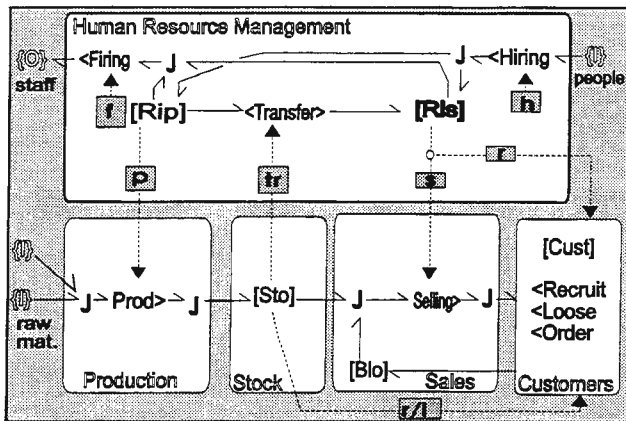 Human Resource Management
{O} <Firing J J <Hiring {I}
staff people
f [Rip] <Transfer> [Ris] h
p tr s r
[Cust]
{I}
{I} J Prod> J [Sto] J Selling> J <Recruit
raw <Loose
mat. <Order
[Blo]
Production Stock Sales Customers
r/l